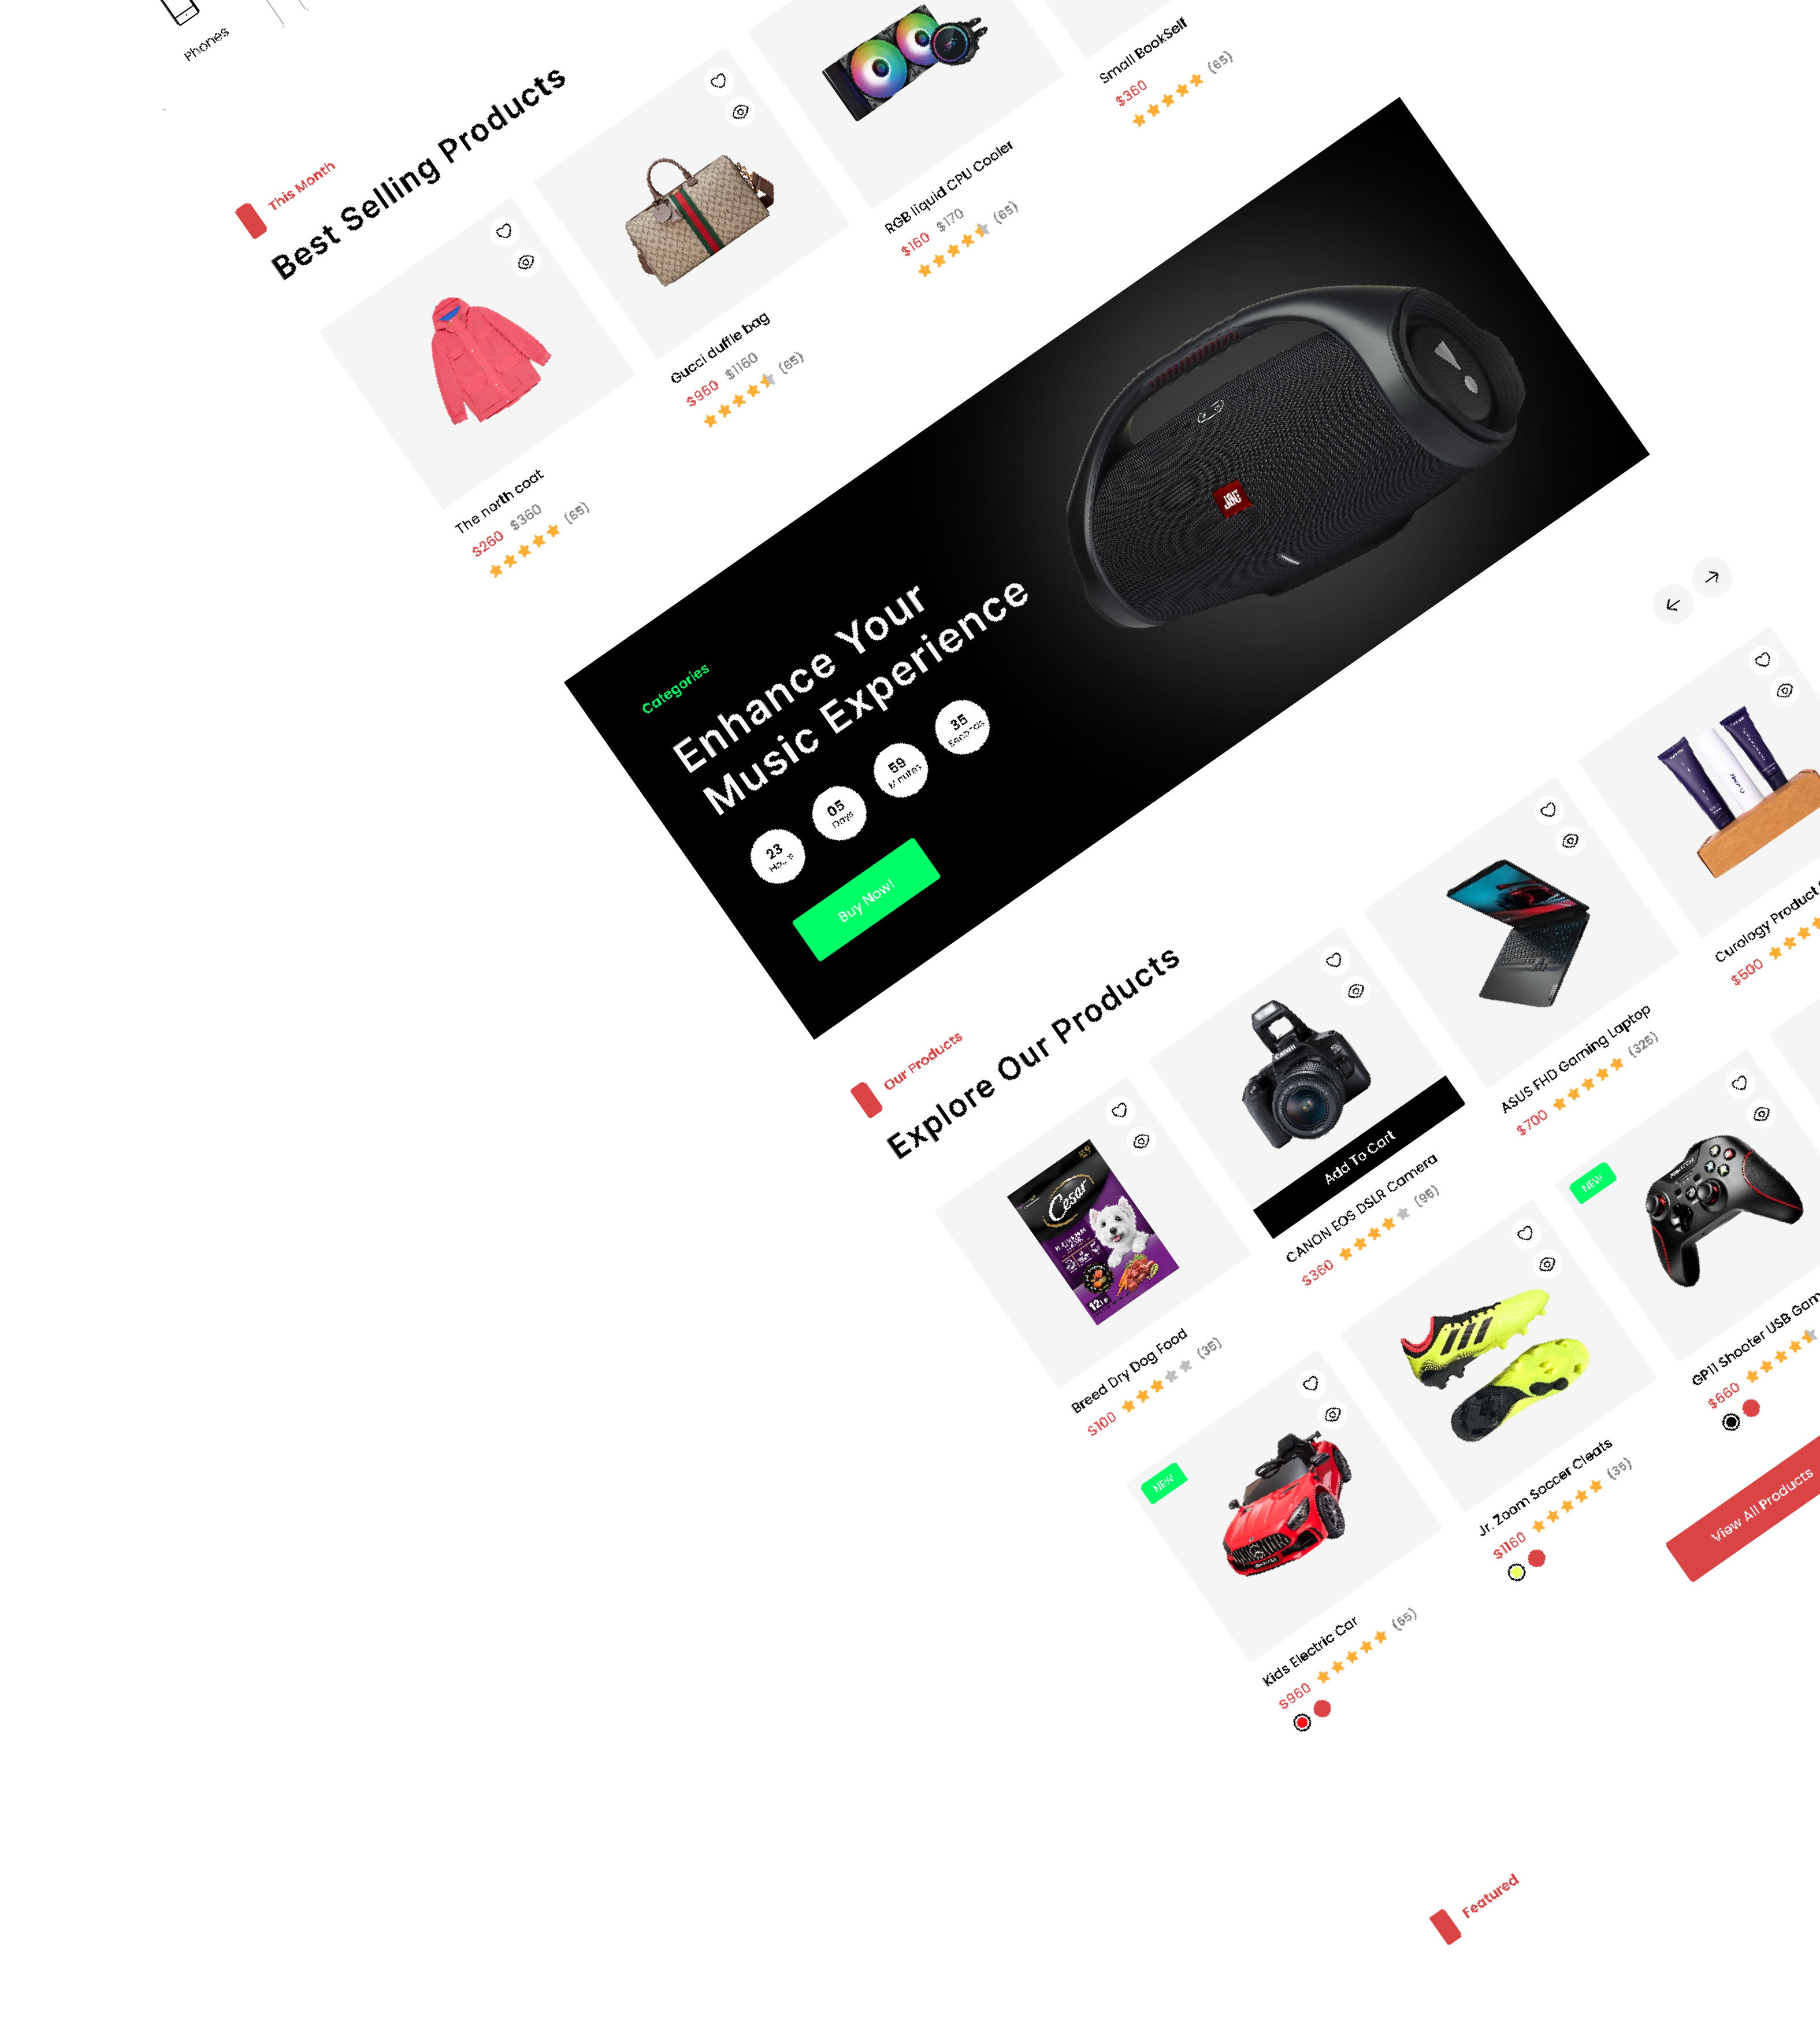 Phones
This Month
Best Selling Products
The north coat
$260 $360
(65)
Gucci duffle bag
$960 $1160
(65)
RGB liquid CPU Cooler
$160 $170
(65)
Small BookSelf
$360
(65)
Categories
Enhance Your
Music Experience
23
Hours
05
Days
59
Minutes
35
Seconds
Buy Now!
JBL
Our Products
Explore Our Products
Cesar
Breed Dry Dog Food
$100
(35)
Canon
Add To Cart
CANON EOS DSLR Camera
$360
(95)
ASUS FHD Gaming Laptop
$700
(325)
Curology Product
$500
NEW
Kids Electric Car
$960
(65)
Jr. Zoom Soccer Cleats
$1160
(35)
NEW
GP11 Shooter USB Gam
$660
View All Products
Featured